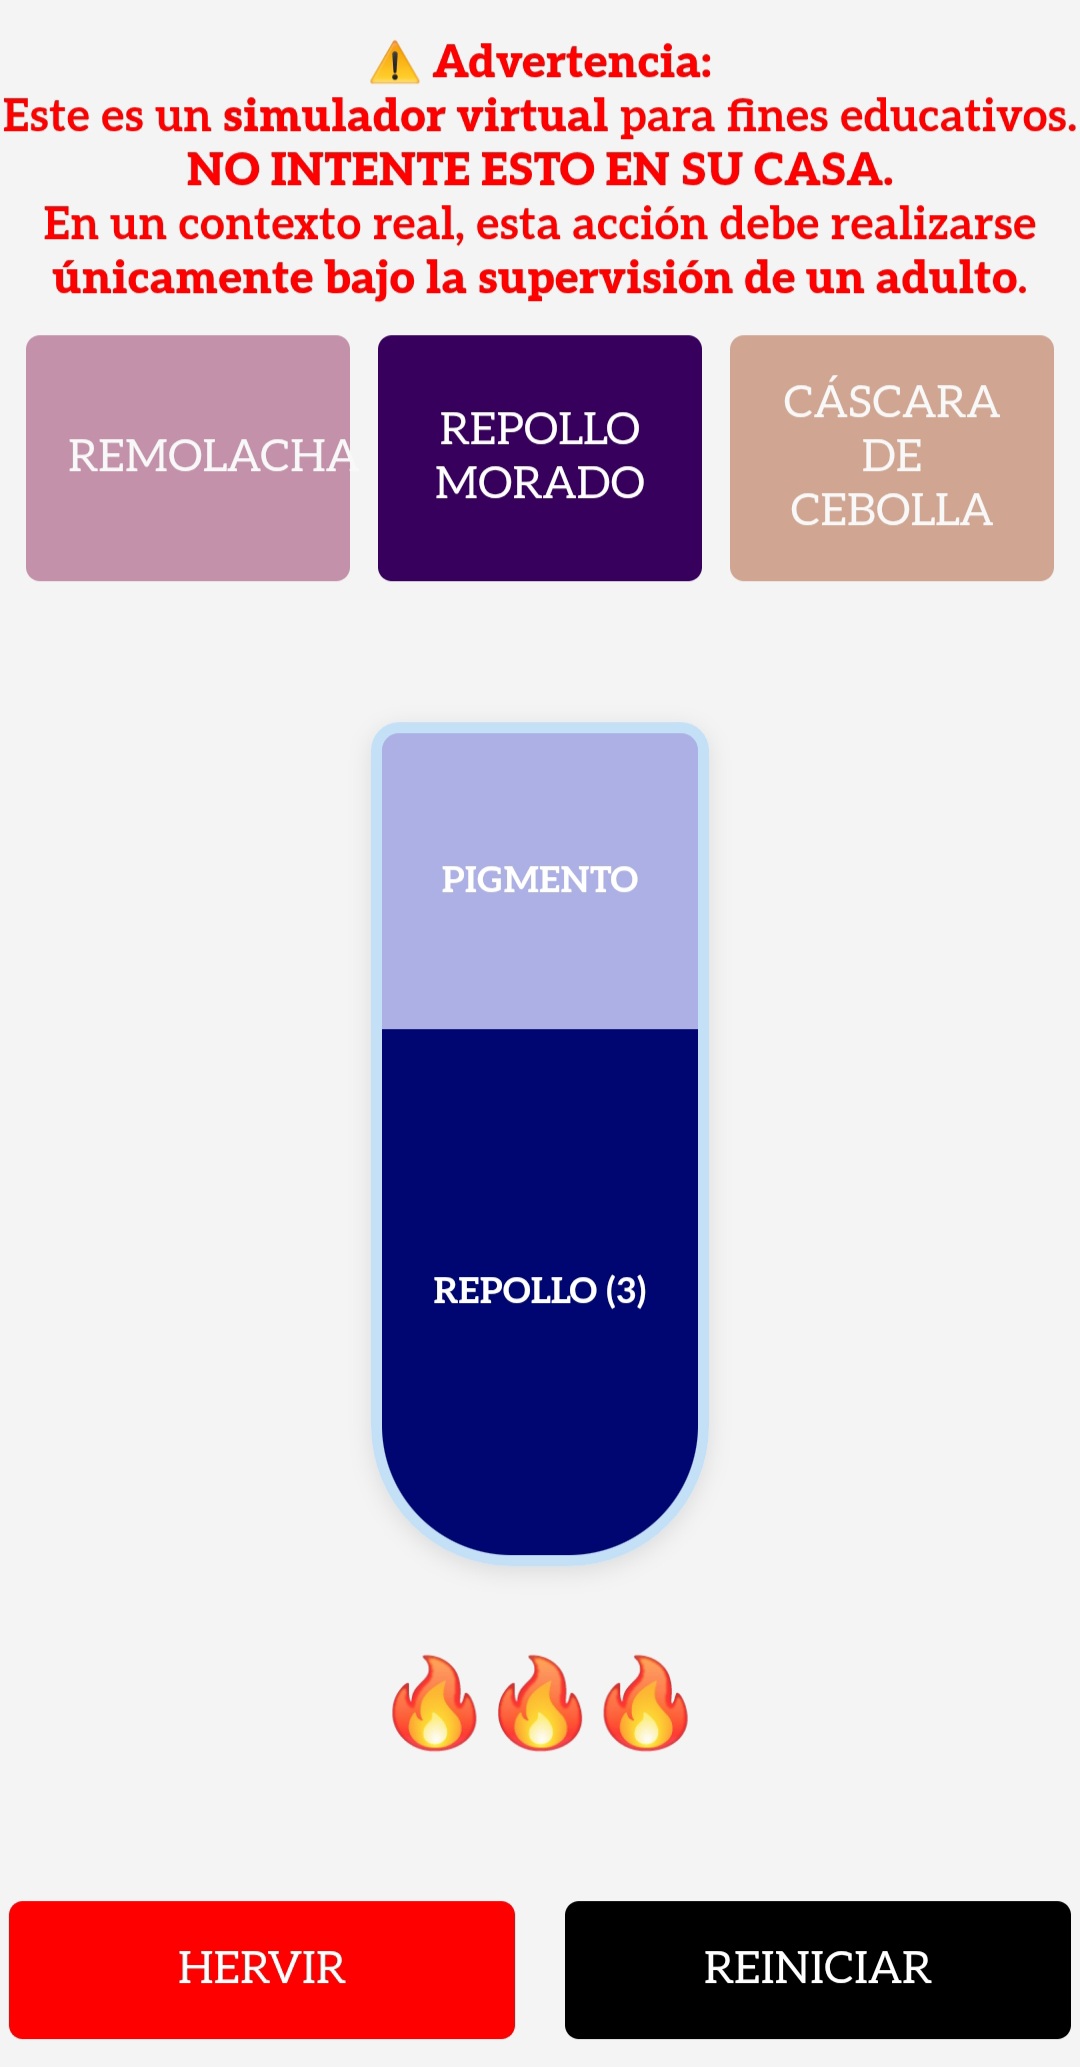 ⚠️ Advertencia:
Este es un simulador virtual para fines educativos.
NO INTENTE ESTO EN SU CASA.
En un contexto real, esta acción debe realizarse
únicamente bajo la supervisión de un adulto.
REMOLACHA
REPOLLO
MORADO
CÁSCARA
DE
CEBOLLA
PIGMENTO
REPOLLO (3)
HERVIR
REINICIAR